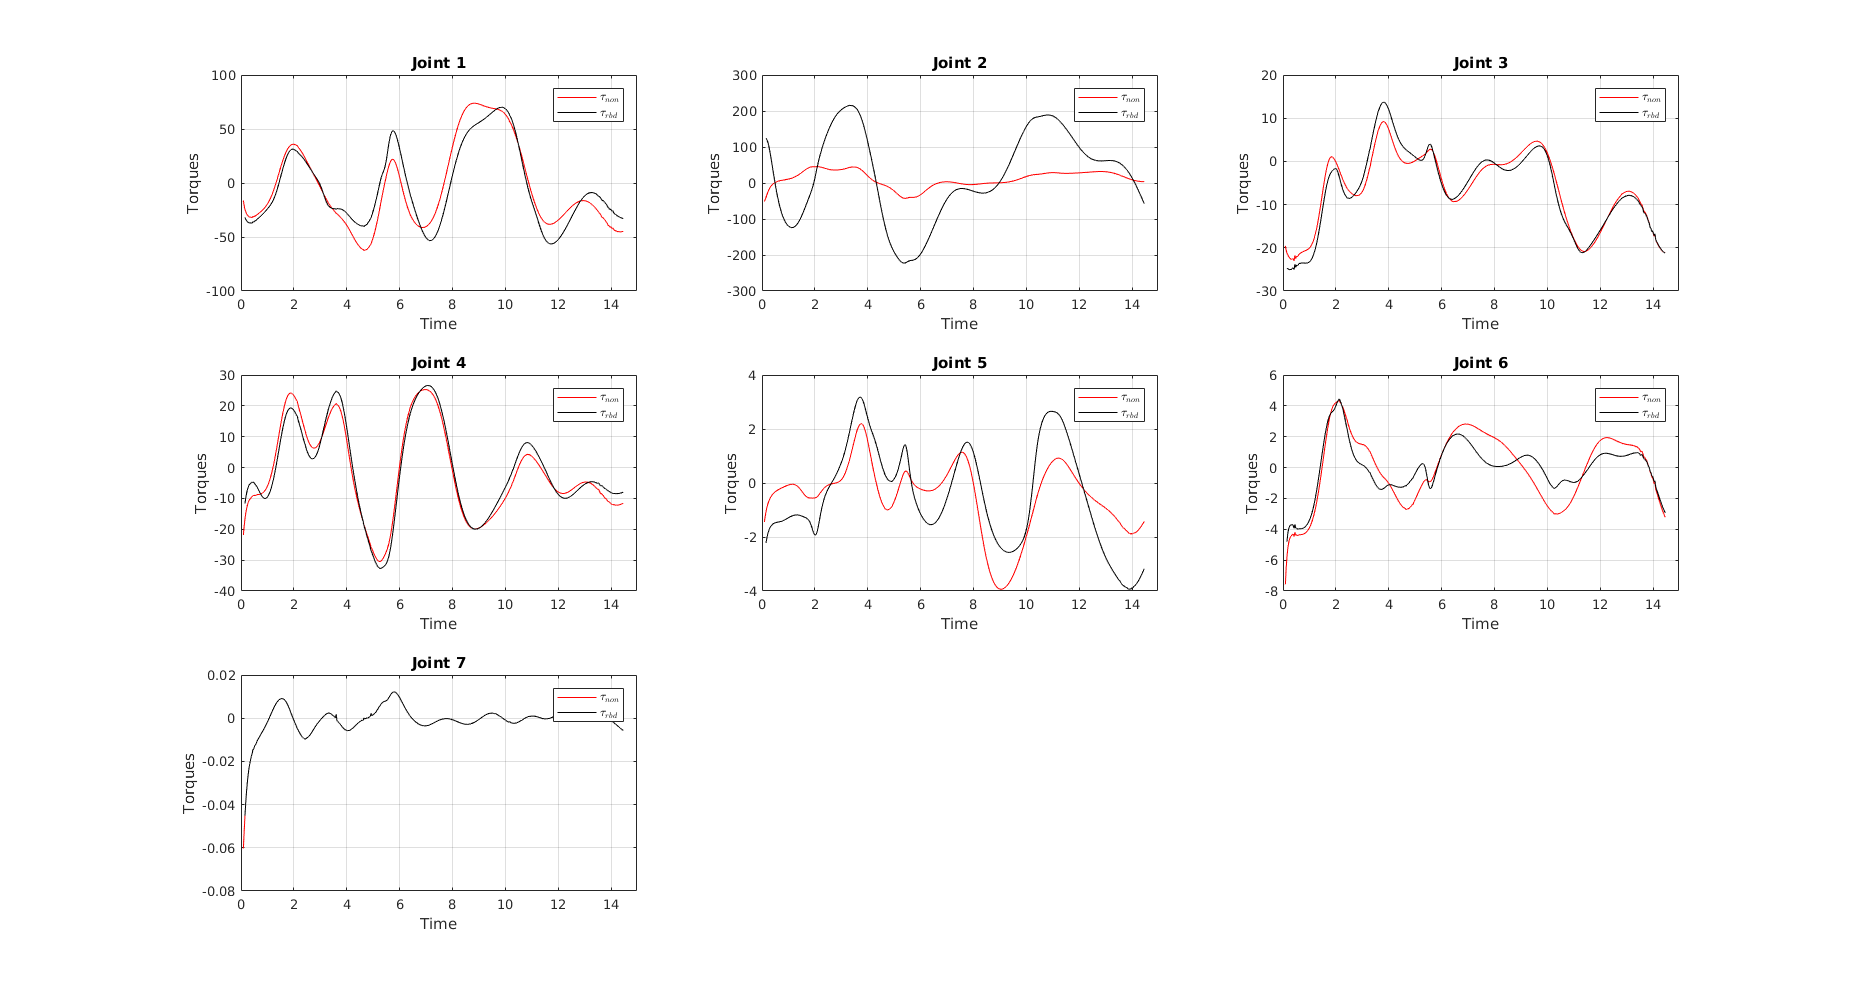 Joint 1
100
50
0
-50
-100
Torques
0 2 4 6 8 10 12 14
Time
τnon
τrbd
Joint 2
300
200
100
0
-100
-200
-300
Torques
0 2 4 6 8 10 12 14
Time
τnon
τrbd
Joint 3
20
10
0
-10
-20
-30
Torques
0 2 4 6 8 10 12 14
Time
τnon
τrbd
Joint 4
30
20
10
0
-10
-20
-30
-40
Torques
0 2 4 6 8 10 12 14
Time
τnon
τrbd
Joint 5
4
2
0
-2
-4
Torques
0 2 4 6 8 10 12 14
Time
τnon
τrbd
Joint 6
6
4
2
0
-2
-4
-6
-8
Torques
0 2 4 6 8 10 12 14
Time
τnon
τrbd
Joint 7
0.02
0
-0.02
-0.04
-0.06
-0.08
Torques
0 2 4 6 8 10 12 14
Time
τnon
τrbd